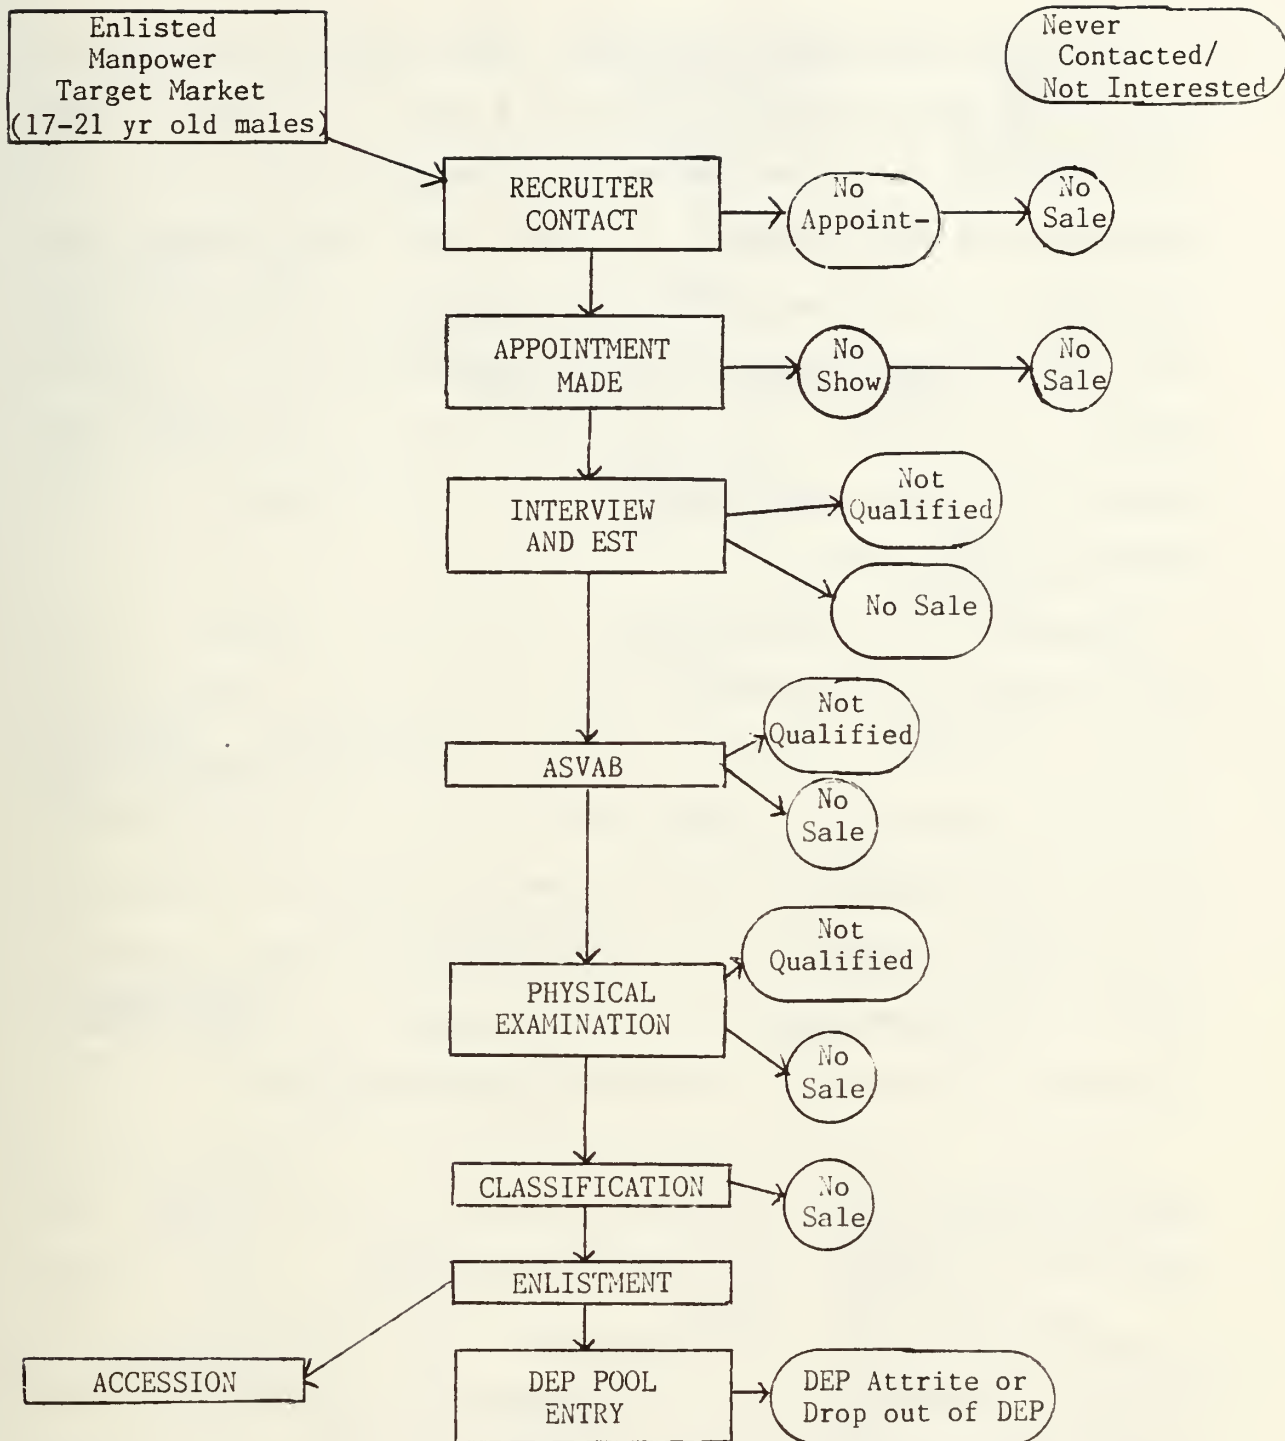 Enlisted
Manpower
Target Market
(17-21 yr old males)
Never
Contacted/
Not Interested
RECRUITER
CONTACT
No
Appoint-
No
Sale
APPOINTMENT
MADE
No
Show
No
Sale
INTERVIEW
AND EST
Not
Qualified
No Sale
ASVAB
Not
Qualified
No
Sale
PHYSICAL
EXAMINATION
Not
Qualified
No
Sale
CLASSIFICATION
No
Sale
ENLISTMENT
ACCESSION
DEP POOL
ENTRY
DEP Attrite or
Drop out of DEP